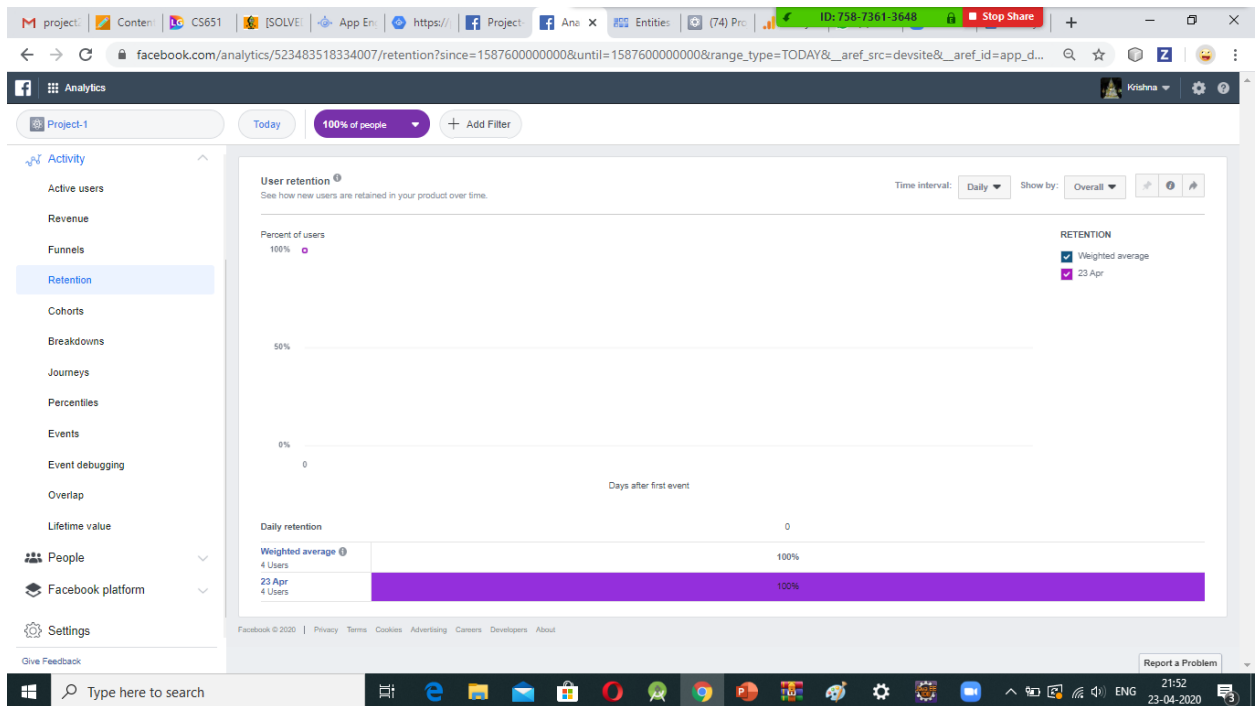 project: Content CS651 [SOLVE App En https:// Project- Ana Entities (74) Pro ID: 758-7361-3648 Stop Share
facebook.com/analytics/523483518334007/retention?since=1587600000000&until=1587600000000&range_type=TODAY&__aref_src=devsite&__aref_id=app_d...
Analytics Krishna
Project-1 Today 100% of people + Add Filter
Activity
Active users
Revenue
Funnels
Retention
Cohorts
Breakdowns
Journeys
Percentiles
Events
Event debugging
Overlap
Lifetime value
People
Facebook platform
Settings
Give Feedback
User retention
See how new users are retained in your product over time.
Time interval: Daily Show by: Overall
Percent of users
100%
50%
0%
0
Days after first event
RETENTION
Weighted average
23 Apr
Daily retention 0
Weighted average 100%
4 Users
23 Apr 100%
4 Users
Facebook © 2020 | Privacy Terms Cookies Advertising Careers Developers About
Report a Problem
Type here to search
ENG 21:52
23-04-2020
3